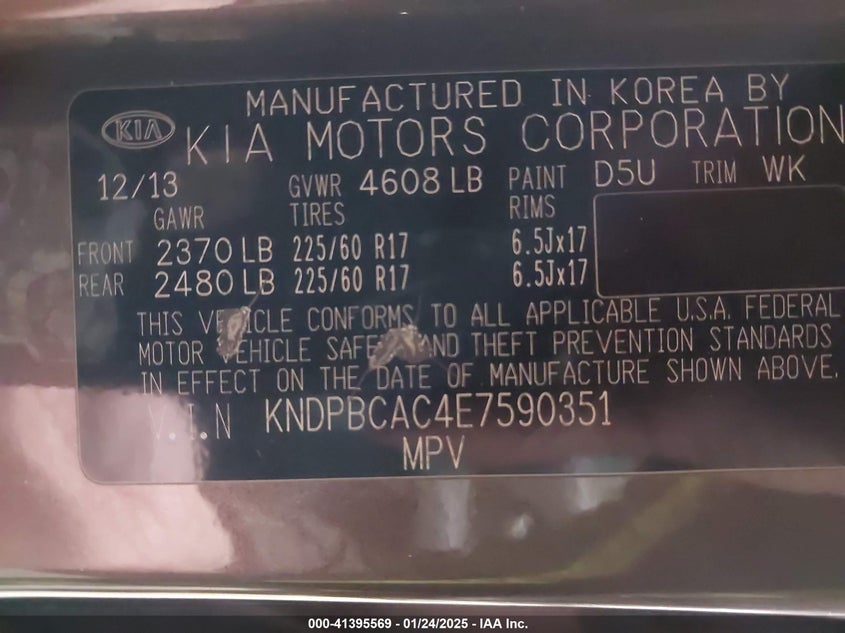 MANUFACTURED IN KOREA BY
KIA KIA MOTORS CORPORATION
12/13 GVWR 4608 LB PAINT D5U TRIM WK
GAWR TIRES RIMS
FRONT 2370 LB 225/60 R17 6.5Jx17
REAR 2480 LB 225/60 R17 6.5Jx17
THIS VEHICLE CONFORMS TO ALL APPLICABLE U.S.A. FEDERAL
MOTOR VEHICLE SAFETY AND THEFT PREVENTION STANDARDS
IN EFFECT ON THE DATE OF MANUFACTURE SHOWN ABOVE.
V.I.N KNDPBCAC4E7590351
MPV
000-41395569 - 01/24/2025 - IAA Inc.